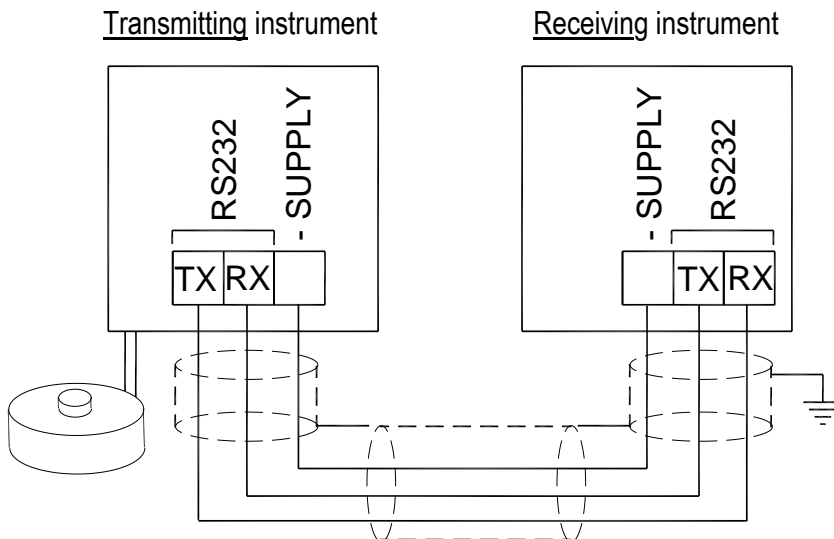 Transmitting instrument
Receiving instrument
RS232
- SUPPLY
- SUPPLY
RS232
TX RX
TX RX